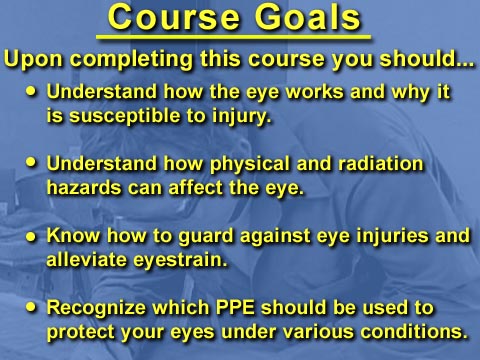 Course Goals
Upon completing this course you should...
• Understand how the eye works and why it
is susceptible to injury.
• Understand how physical and radiation
hazards can affect the eye.
• Know how to guard against eye injuries and
alleviate eyestrain.
• Recognize which PPE should be used to
protect your eyes under various conditions.